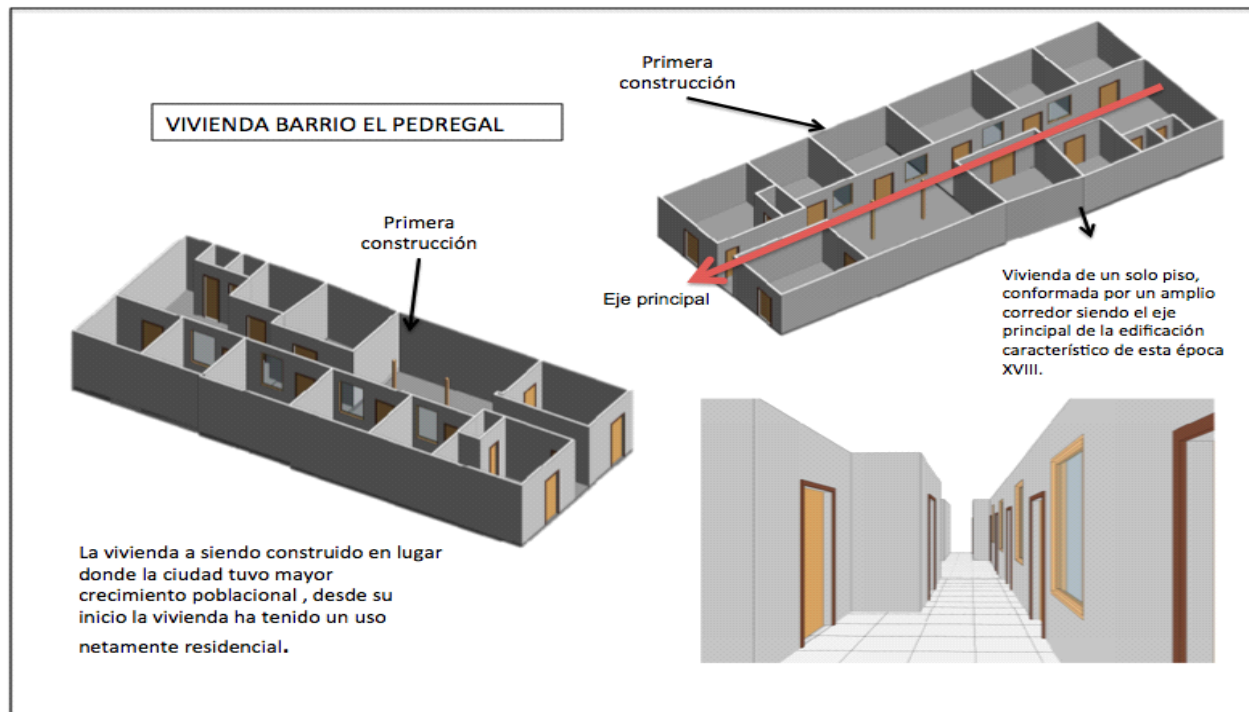 VIVIENDA BARRIO EL PEDREGAL
Primera
construcción
Primera
construcción
Eje principal
Vivienda de un solo piso,
conformada por un amplio
corredor siendo el eje
principal de la edificación
característico de esta época
XVIII.
La vivienda a siendo construido en lugar
donde la ciudad tuvo mayor
crecimiento poblacional , desde su
inicio la vivienda ha tenido un uso
netamente residencial.